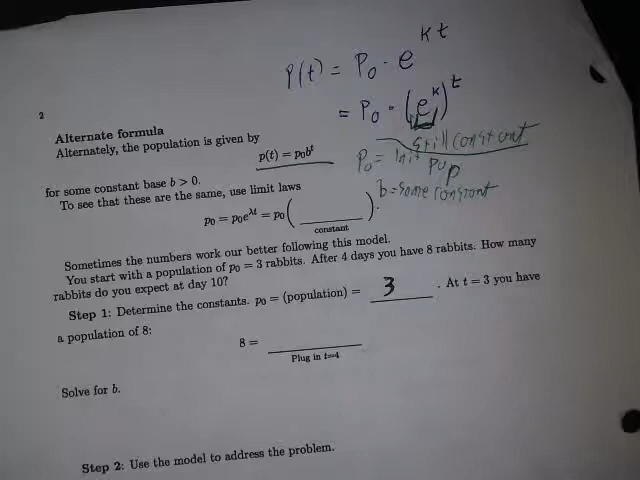 P(t) = P₀ · e^(kt)
= P₀ · (e^k)^t
still constant
P₀ = Init Pop
b = some constant
2
Alternate formula
Alternately, the population is given by
p(t) = p₀bᵗ
for some constant base b > 0.
To see that these are the same, use limit laws
p₀ = p₀e^(λt) = p₀( ______ )^.
constant
Sometimes the numbers work our better following this model.
You start with a population of p₀ = 3 rabbits. After 4 days you have 8 rabbits. How many
rabbits do you expect at day 10?
Step 1: Determine the constants. p₀ = (population) = 3 . At t = 3 you have
a population of 8:
8 = ______
Plug in t=4
Solve for b.
Step 2: Use the model to address the problem.